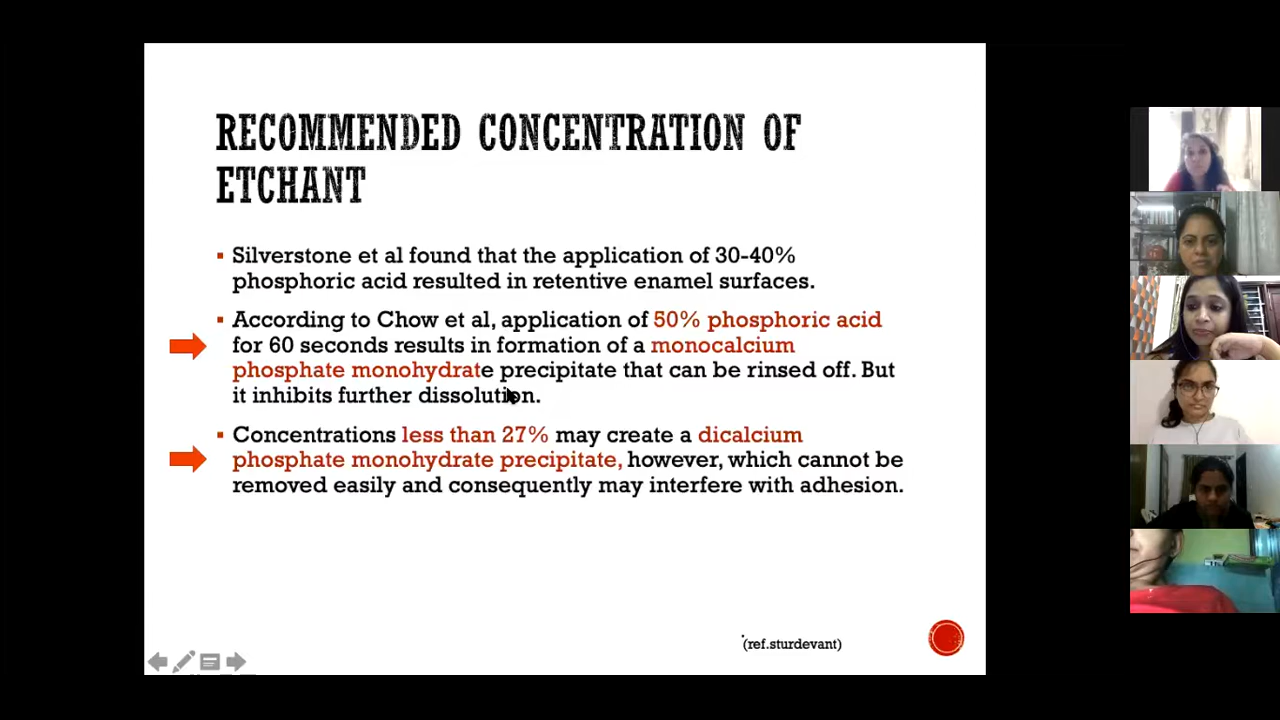 RECOMMENDED CONCENTRATION OF
ETCHANT
▪ Silverstone et al found that the application of 30-40%
phosphoric acid resulted in retentive enamel surfaces.
▪ According to Chow et al, application of 50% phosphoric acid
for 60 seconds results in formation of a monocalcium
phosphate monohydrate precipitate that can be rinsed off. But
it inhibits further dissolution.
▪ Concentrations less than 27% may create a dicalcium
phosphate monohydrate precipitate, however, which cannot be
removed easily and consequently may interfere with adhesion.
(ref.sturdevant)